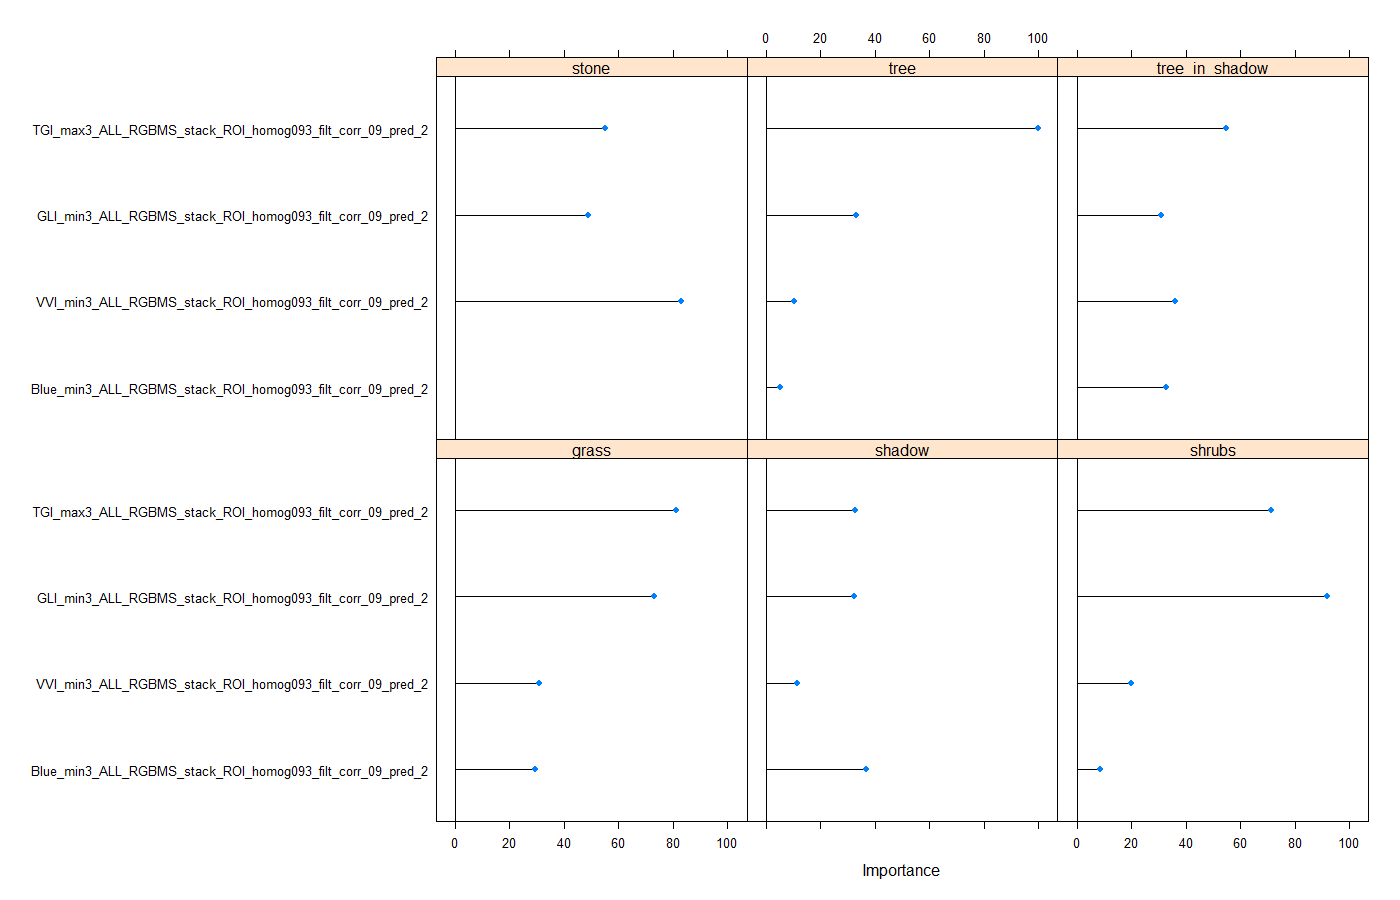 0 20 40 60 80 100
stone tree tree_in_shadow
TGI_max3_ALL_RGBMS_stack_ROI_homog093_filt_corr_09_pred_2
GLI_min3_ALL_RGBMS_stack_ROI_homog093_filt_corr_09_pred_2
VVI_min3_ALL_RGBMS_stack_ROI_homog093_filt_corr_09_pred_2
Blue_min3_ALL_RGBMS_stack_ROI_homog093_filt_corr_09_pred_2
grass shadow shrubs
TGI_max3_ALL_RGBMS_stack_ROI_homog093_filt_corr_09_pred_2
GLI_min3_ALL_RGBMS_stack_ROI_homog093_filt_corr_09_pred_2
VVI_min3_ALL_RGBMS_stack_ROI_homog093_filt_corr_09_pred_2
Blue_min3_ALL_RGBMS_stack_ROI_homog093_filt_corr_09_pred_2
0 20 40 60 80 100 0 20 40 60 80 100
Importance